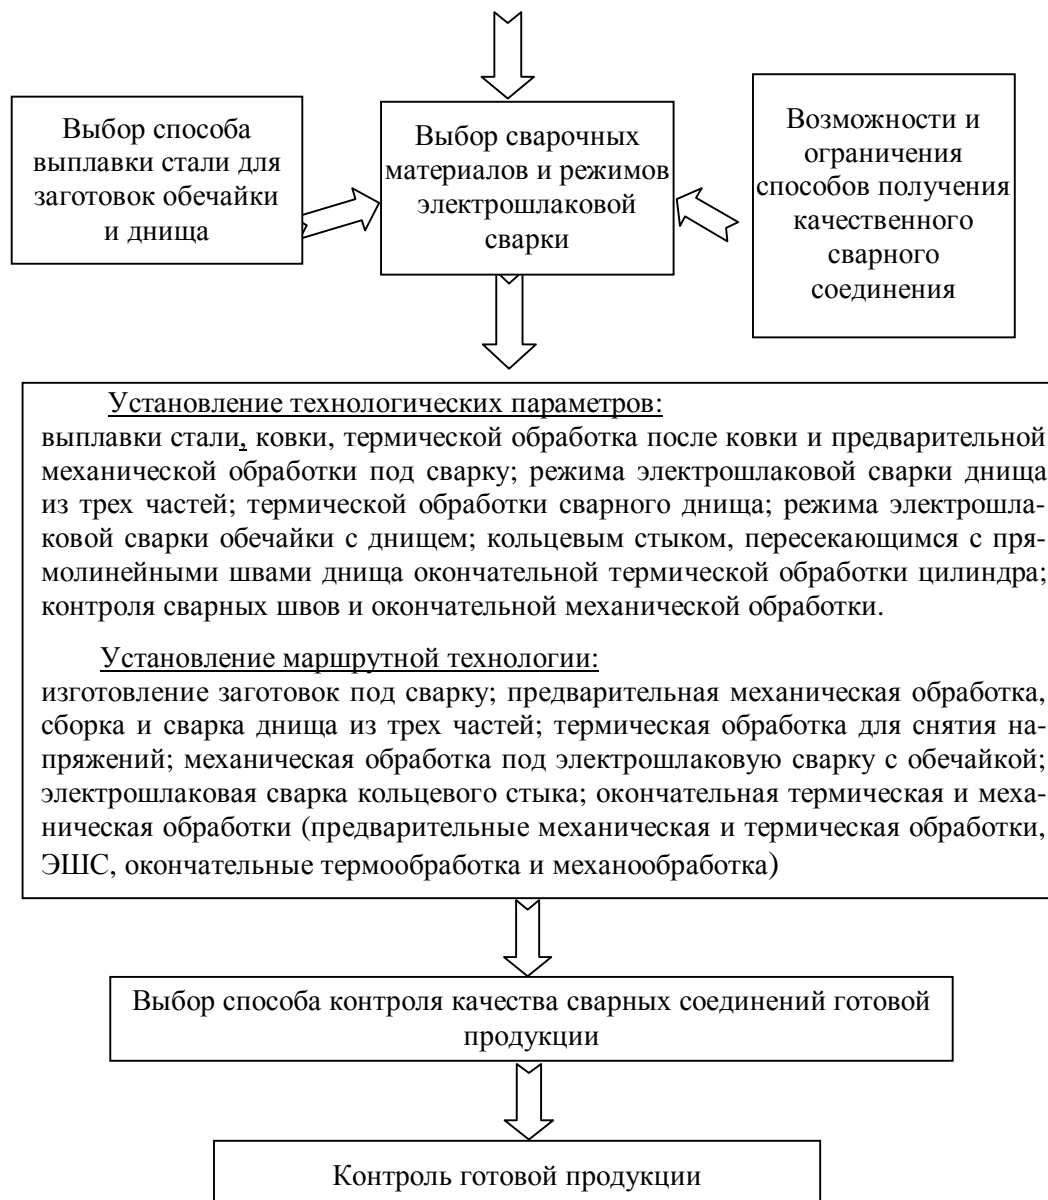 Выбор способа
выплавки стали для
заготовок обечайки
и днища
Выбор сварочных
материалов и режимов
электрошлаковой
сварки
Возможности и
ограничения
способов получения
качественного
сварного
соединения
Установление технологических параметров:
выплавки стали, ковки, термической обработка после ковки и предварительной
механической обработки под сварку; режима электрошлаковой сварки днища
из трех частей; термической обработки сварного днища; режима электрошла-
ковой сварки обечайки с днищем; кольцевым стыком, пересекающимся с пря-
молинейными швами днища окончательной термической обработки цилиндра;
контроля сварных швов и окончательной механической обработки.
Установление маршрутной технологии:
изготовление заготовок под сварку; предварительная механическая обработка,
сборка и сварка днища из трех частей; термическая обработка для снятия на-
пряжений; механическая обработка под электрошлаковую сварку с обечайкой;
электрошлаковая сварка кольцевого стыка; окончательная термическая и меха-
ническая обработки (предварительные механическая и термическая обработки,
ЭШС, окончательные термообработка и механообработка)
Выбор способа контроля качества сварных соединений готовой
продукции
Контроль готовой продукции